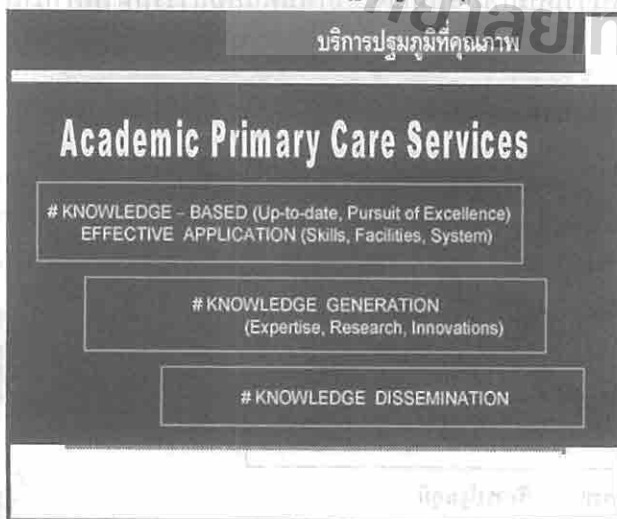 บริการปฐมภูมิที่คุณภาพ
Academic Primary Care Services
# KNOWLEDGE – BASED (Up-to-date, Pursuit of Excellence)
EFFECTIVE APPLICATION (Skills, Facilities, System)
# KNOWLEDGE GENERATION
(Expertise, Research, Innovations)
# KNOWLEDGE DISSEMINATION